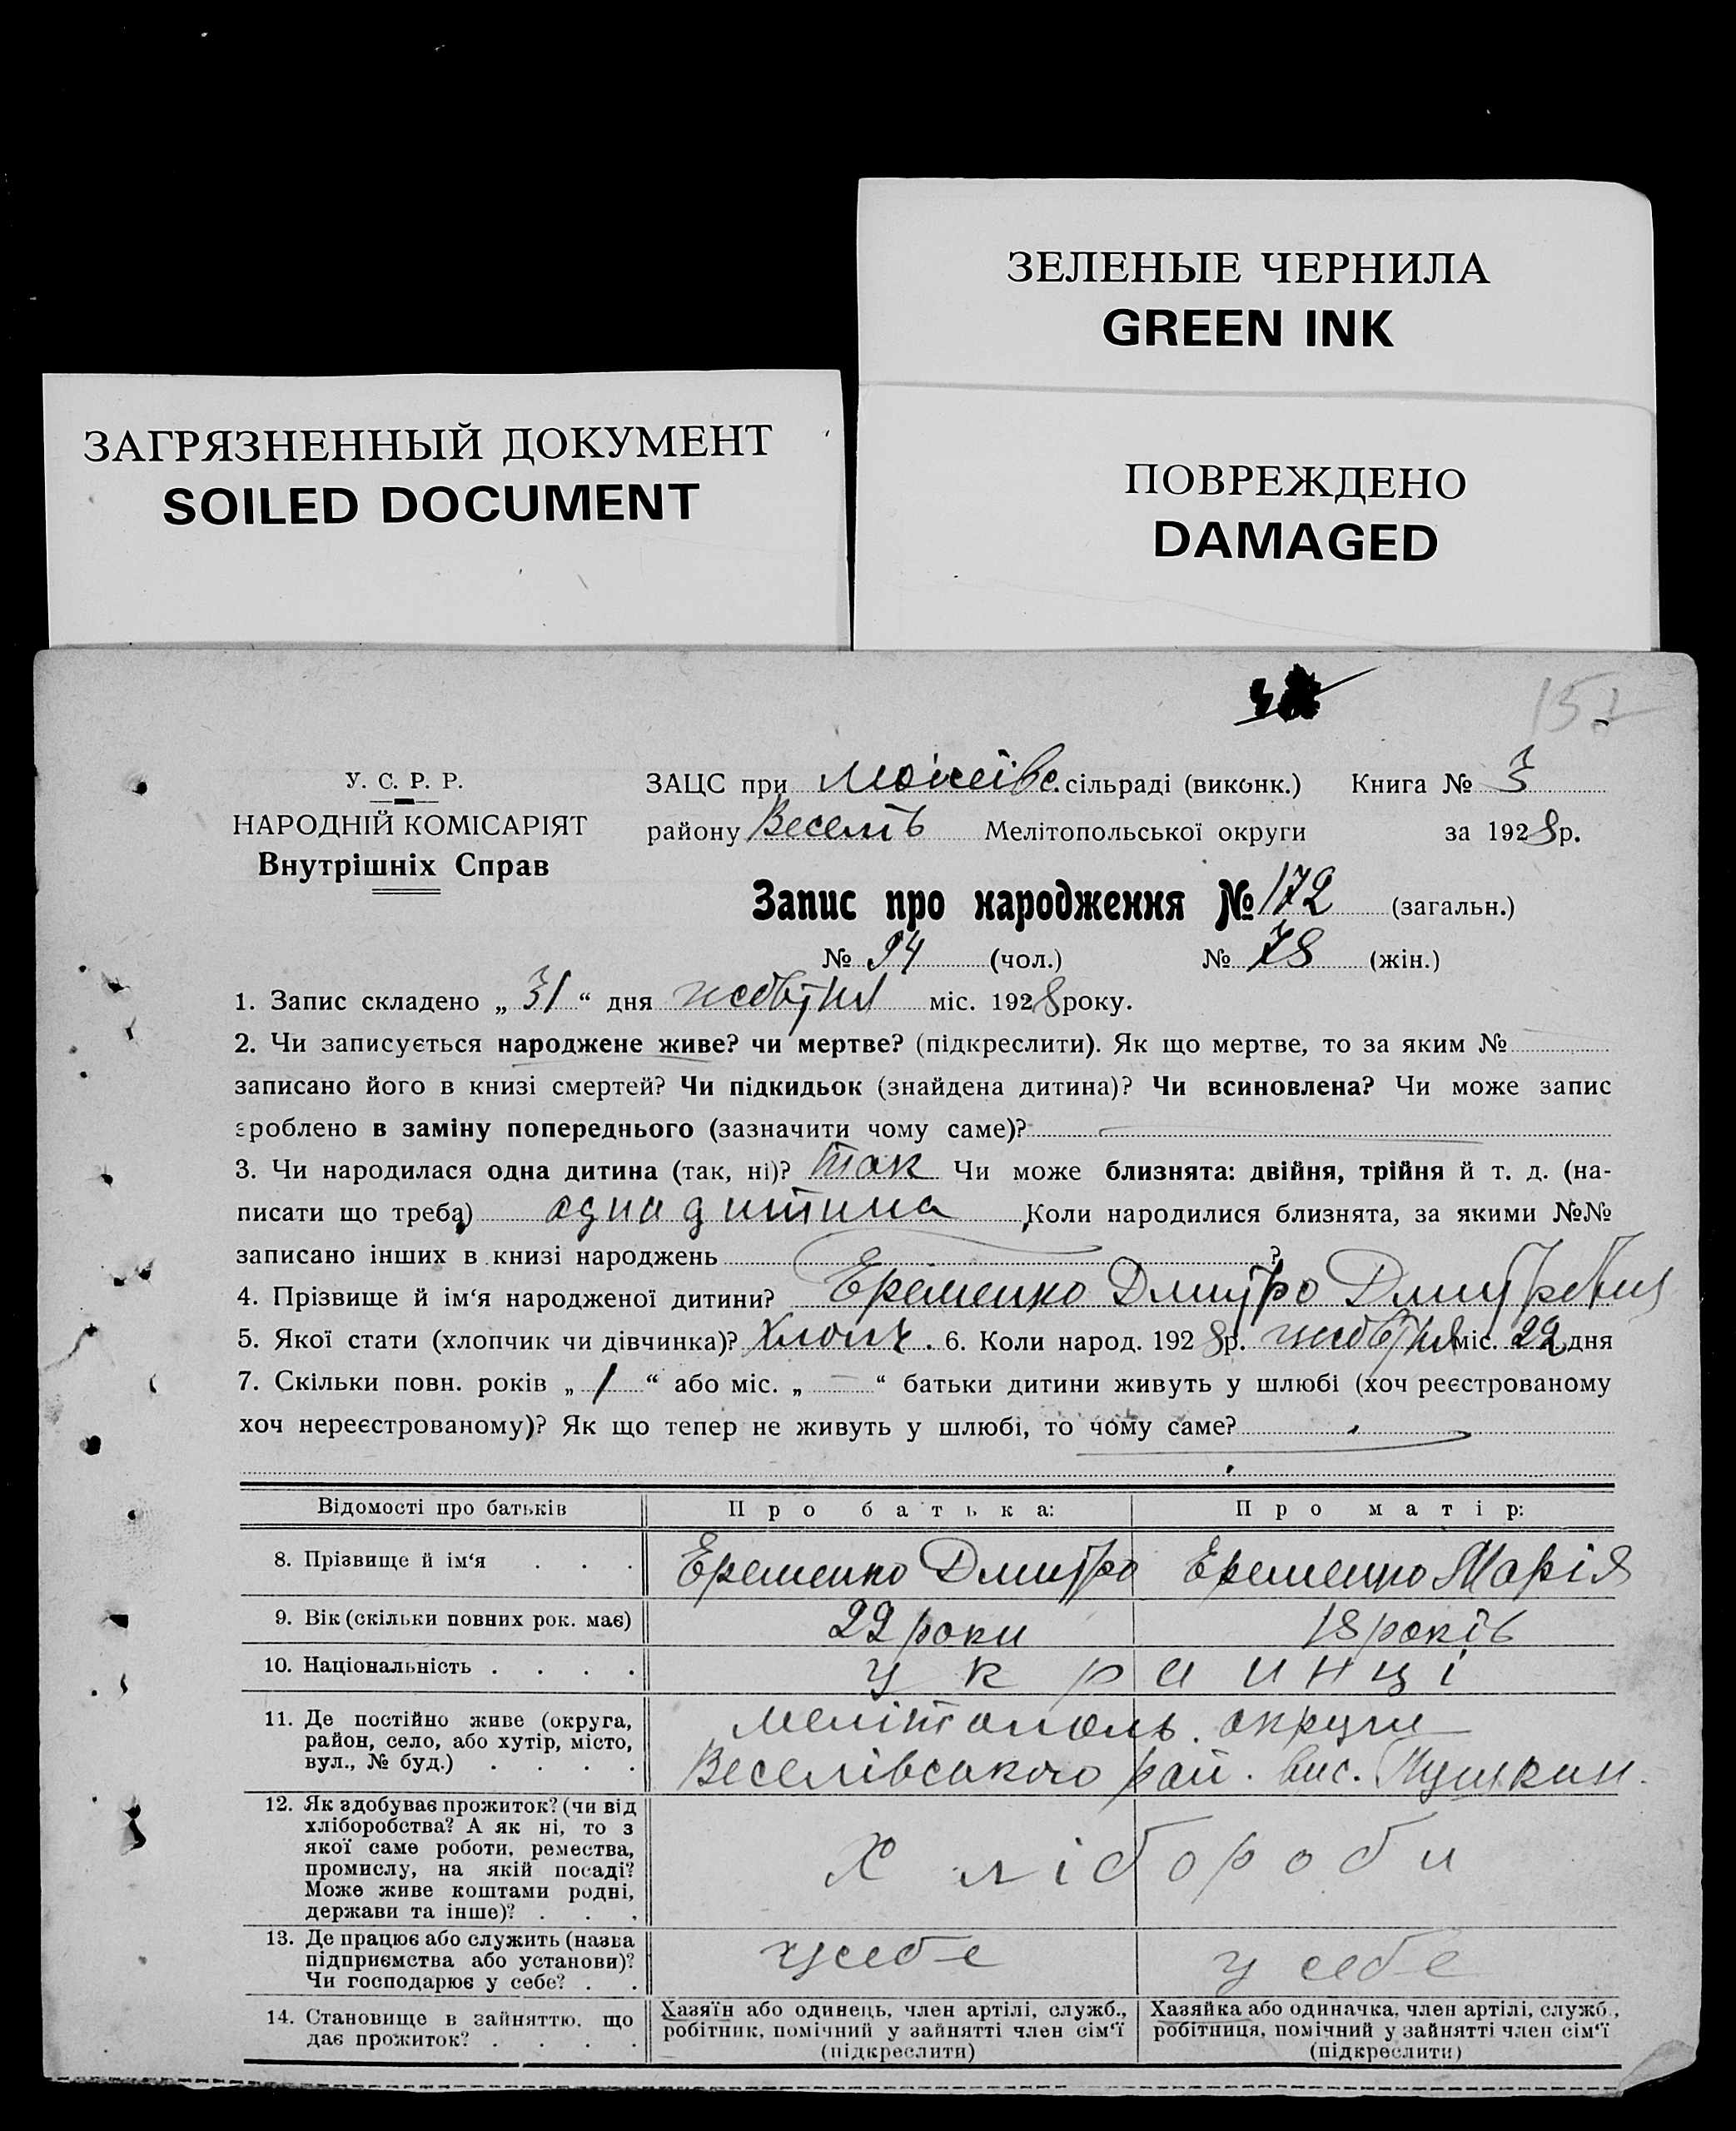 ЗЕЛЕНЫЕ ЧЕРНИЛА
GREEN INK
ЗАГРЯЗНЕННЫЙ ДОКУМЕНТ
SOILED DOCUMENT
ПОВРЕЖДЕНО
DAMAGED
У. С. Р. Р.
НАРОДНІЙ КОМІСАРІЯТ
Внутрішніх Справ
ЗАЦС при сільраді (виконк.) Книга № 3
району Веселів Мелітопольської округи за 1928 р.
Запис про народження № 172 (загальн.)
№ 94 (чол.) № 78 (жін.)
1. Запис складено „ 31 “ дня жовтня міс. 1928 року.
2. Чи записується народжене живе? чи мертве? (підкреслити). Як що мертве, то за яким №
записано його в книзі смертей? Чи підкидьок (знайдена дитина)? Чи всиновлена? Чи може запис
зроблено в заміну попереднього (зазначити чому саме)?
3. Чи народилася одна дитина (так, ні)? так Чи може близнята: двійня, трійня й т. д. (на-
писати що треба) одна дитина Коли народилися близнята, за якими №№
записано інших в книзі народжень ?
4. Прізвище й ім‘я народженої дитини? Еременко Дмитро Дмитрович
5. Якої стати (хлопчик чи дівчинка)? Хлопч. 6. Коли народ. 1928 р. жовтня міс. 22 дня
7. Скільки повн. років „ 1 “ або міс. „ — “ батьки дитини живуть у шлюбі (хоч реєстрованому
хоч нереєстрованому)? Як що тепер не живуть у шлюбі, то чому саме?
Відомості про батьків Про батька: Про матір:
8. Прізвище й ім‘я . . . Еременко Дмитро Еременко Марія
9. Вік (скільки повних рок. має) 22 роки 18 років
10. Національність . . . . украинці
11. Де постійно живе (округа,
район, село, або хутір, місто,
вул., № буд.) . . . .
Мелітополь. округи
Веселівського рай. вис. Пушкин.
12. Як здобуває прожиток? (чи від
хліборобства? А як ні, то з
якої саме роботи, ремества,
промислу, на якій посаді?
Може живе коштами родні,
держави та інше)? . . .
Хлібороби
13. Де працює або служить (назва
підприємства або установи)?
Чи господарює у себе? . .
у себе у себе
14. Становище в зайняттю, що
дає прожиток? . . . .
Хазяїн або одинець, член артілі, служб.,
робітник, помічний у зайнятті член сім‘ї
(підкреслити)
Хазяйка або одиначка, член артілі, служб.,
робітниця, помічний у зайнятті член сім‘ї
(підкреслити)